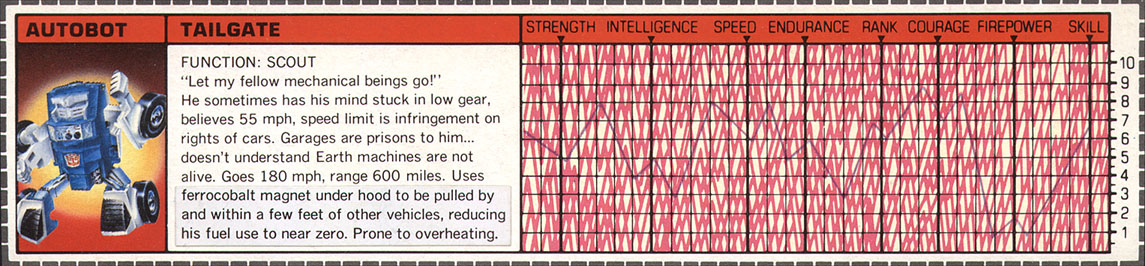 AUTOBOT
TAILGATE
STRENGTH INTELLIGENCE SPEED ENDURANCE RANK COURAGE FIREPOWER SKILL
FUNCTION: SCOUT
"Let my fellow mechanical beings go!"
He sometimes has his mind stuck in low gear,
believes 55 mph, speed limit is infringement on
rights of cars. Garages are prisons to him...
doesn't understand Earth machines are not
alive. Goes 180 mph, range 600 miles. Uses
ferrocobalt magnet under hood to be pulled by
and within a few feet of other vehicles, reducing
his fuel use to near zero. Prone to overheating.
10
9
8
7
6
5
4
3
2
1